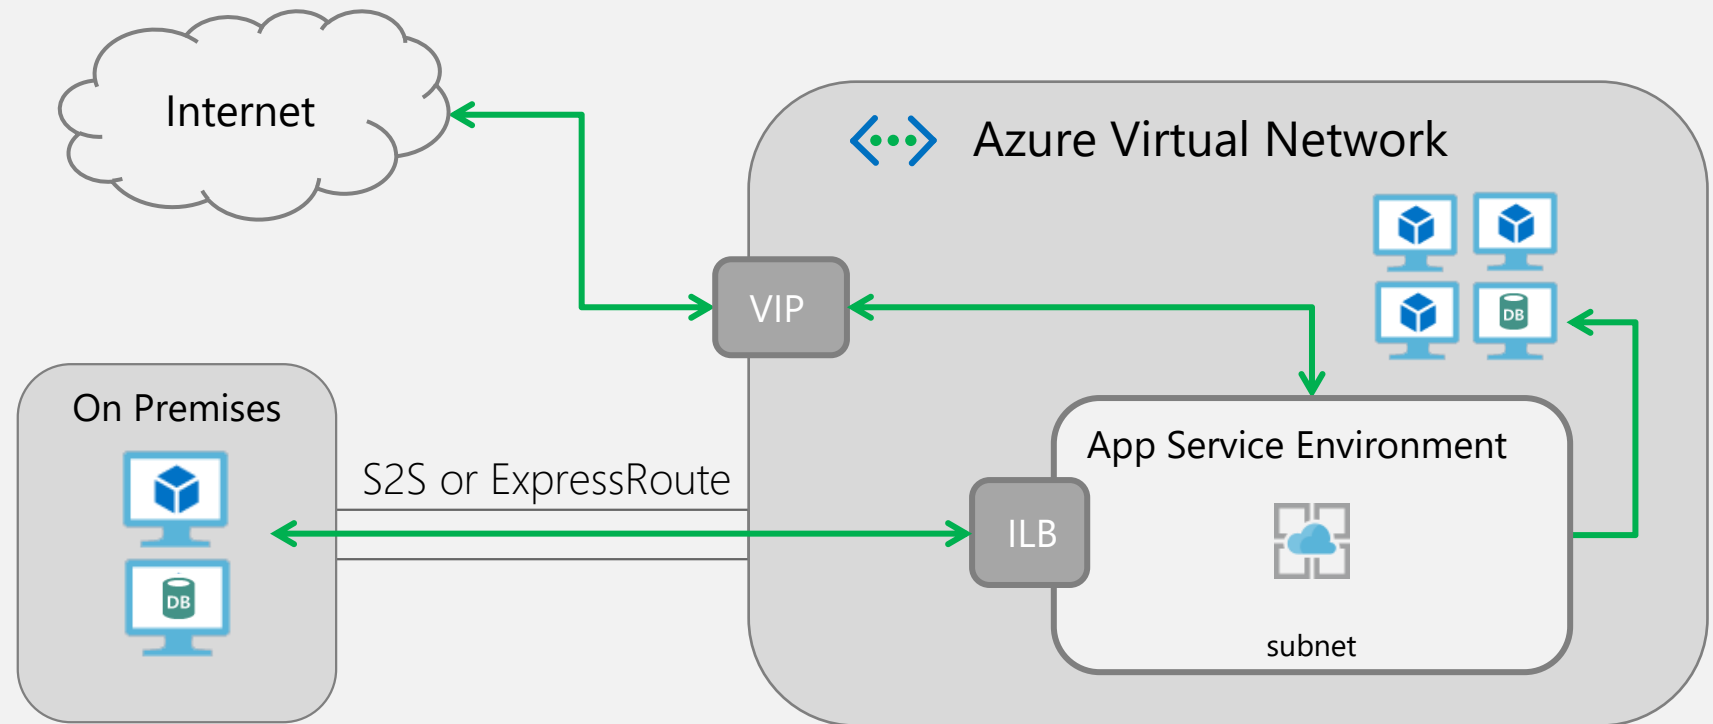 Internet
Azure Virtual Network
VIP
DB
On Premises
App Service Environment
S2S or ExpressRoute
ILB
DB
subnet